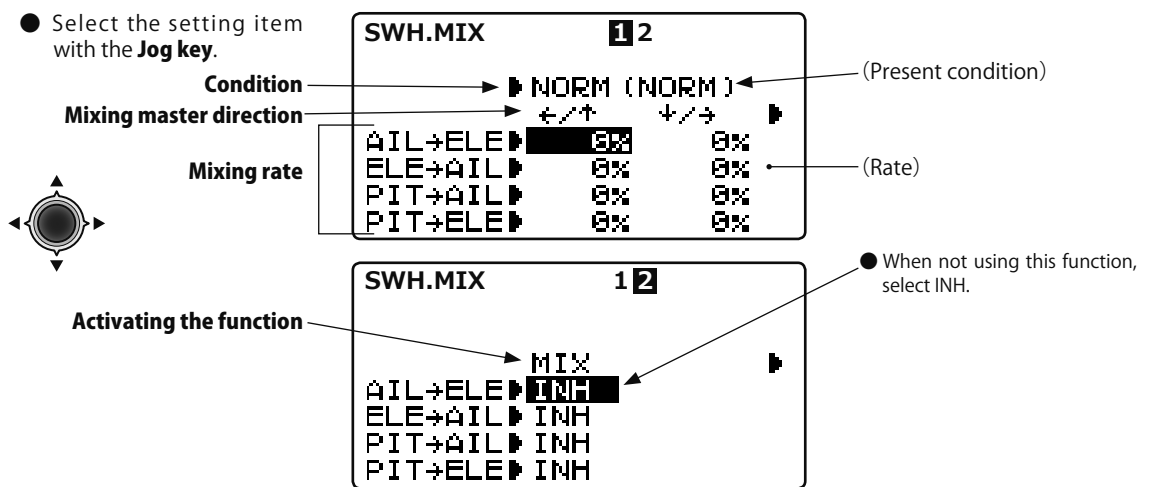 ● Select the setting item
with the Jog key.
SWH.MIX 1 2
Condition
NORM (NORM)
(Present condition)
Mixing master direction
←/↑ ↓/→
Mixing rate
AIL→ELE 0% 0%
ELE→AIL 0% 0%
PIT→AIL 0% 0%
PIT→ELE 0% 0%
(Rate)
SWH.MIX 1 2
● When not using this function,
select INH.
Activating the function
MIX
AIL→ELE INH
ELE→AIL INH
PIT→AIL INH
PIT→ELE INH